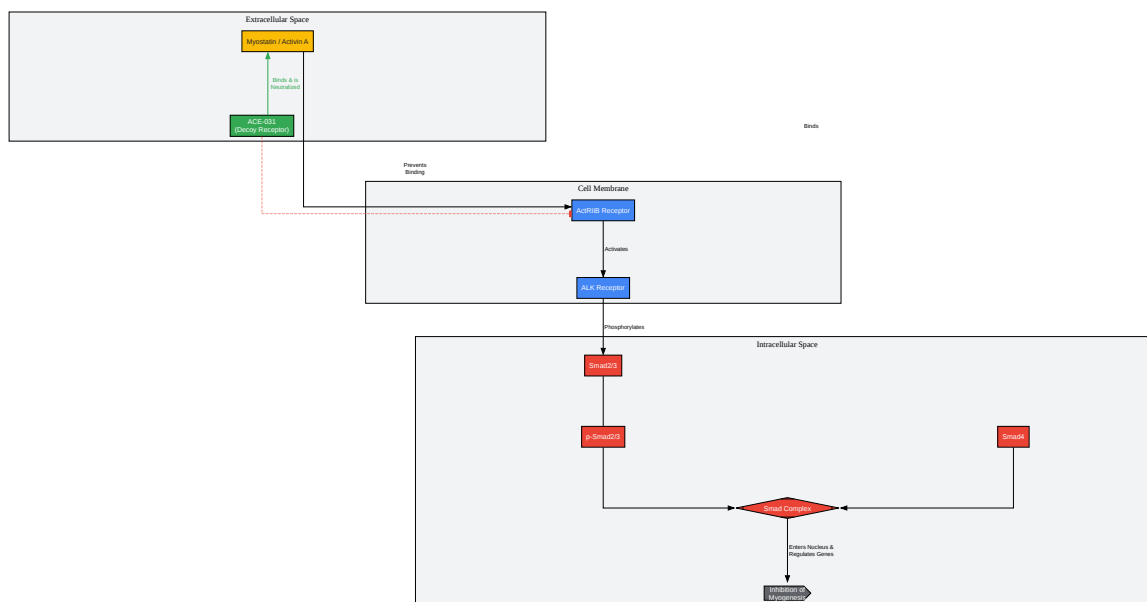 Extracellular Space
Myostatin / Activin A
Binds & is
Neutralized
ACE-031
(Decoy Receptor)
Binds
Prevents
Binding
Cell Membrane
ActRIIB Receptor
Activates
ALK Receptor
Phosphorylates
Intracellular Space
Smad2/3
p-Smad2/3
Smad4
Smad Complex
Enters Nucleus &
Regulates Genes
Inhibition of
Myogenesis